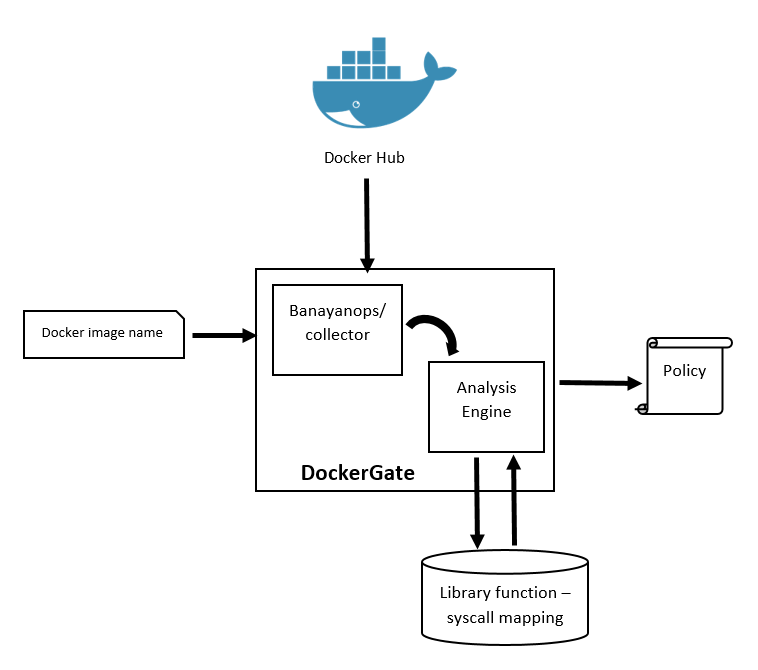 Docker Hub
Docker image name
Banayanops/
collector
Analysis
Engine
Policy
DockerGate
Library function –
syscall mapping